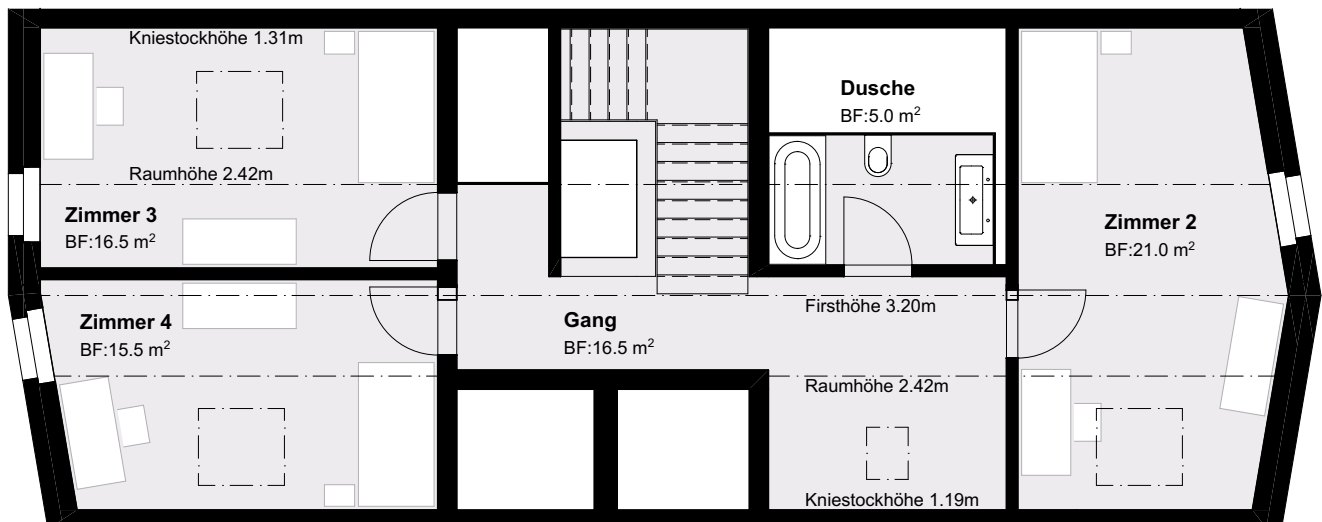 Kniestockhöhe 1.31m
Raumhöhe 2.42m
Zimmer 3
BF:16.5 m²
Zimmer 4
BF:15.5 m²
Gang
BF:16.5 m²
Dusche
BF:5.0 m²
Firsthöhe 3.20m
Raumhöhe 2.42m
Kniestockhöhe 1.19m
Zimmer 2
BF:21.0 m²